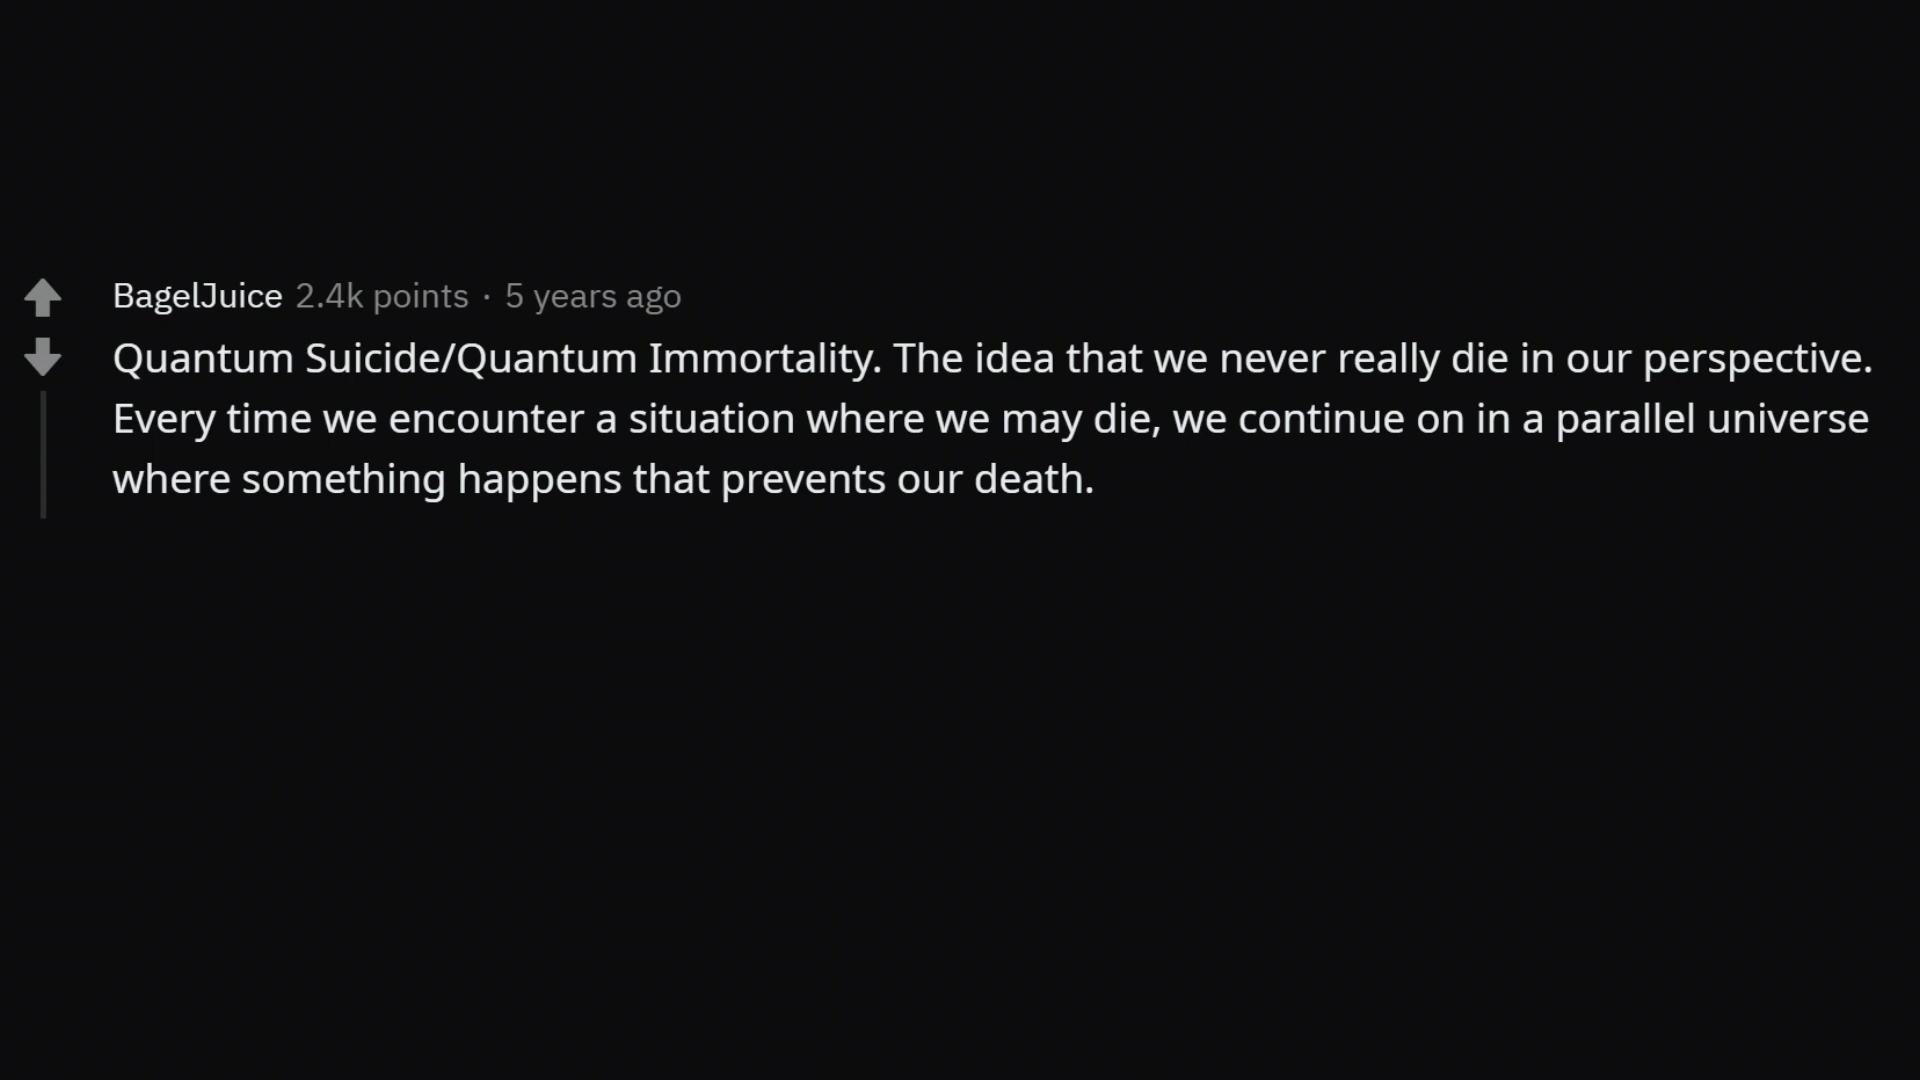 BagelJuice 2.4k points · 5 years ago
Quantum Suicide/Quantum Immortality. The idea that we never really die in our perspective.
Every time we encounter a situation where we may die, we continue on in a parallel universe
where something happens that prevents our death.